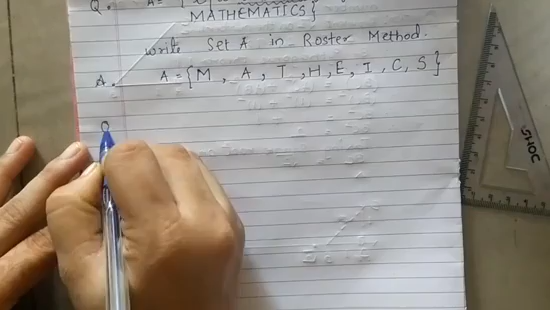 Q. A = {
MATHEMATICS}
write Set A in Roster Method.
A. A = {M, A, T, H, E, I, C, S}